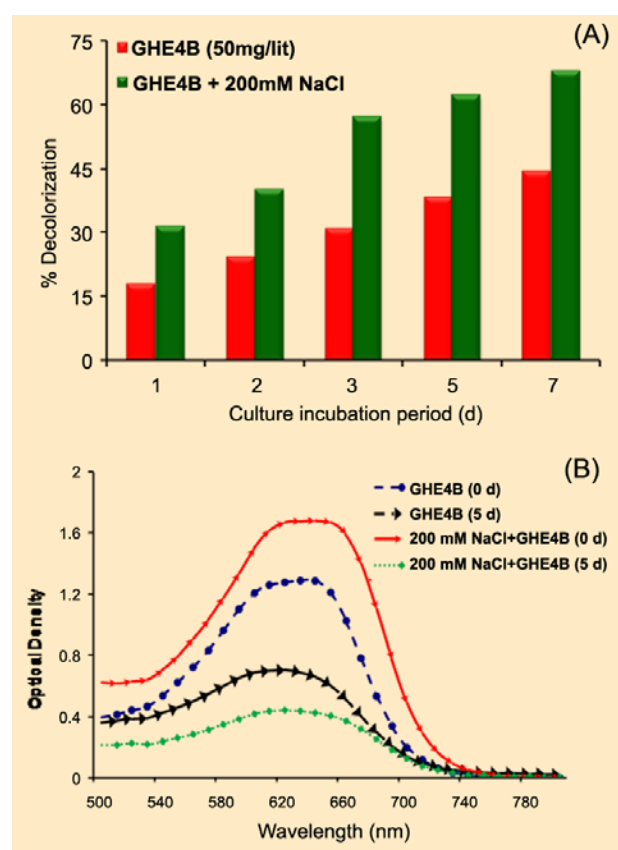 (A)
GHE4B (50mg/lit)
GHE4B + 200mM NaCl
75
60
45
30
15
0
% Decolorization
1 2 3 5 7
Culture incubation period (d)
(B)
GHE4B (0 d)
GHE4B (5 d)
200 mM NaCl+GHE4B (0 d)
200 mM NaCl+GHE4B (5 d)
2
1.6
1.2
0.8
0.4
0
Optical Density
500 540 580 620 660 700 740 780
Wavelength (nm)